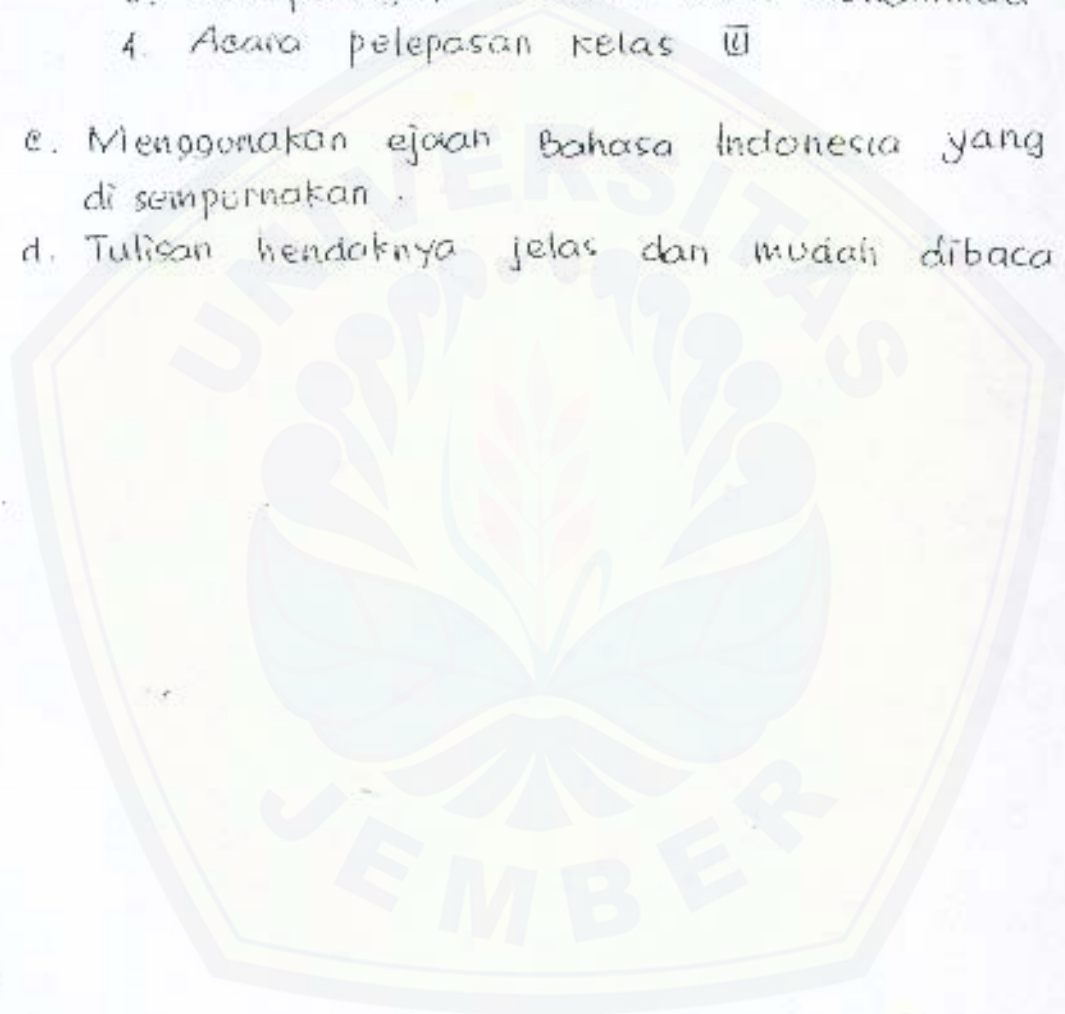 4. Acara pelepasan kelas
c. Menggunakan ejaan Bahasa Indonesia yang
di sempurnakan.
d. Tulisan hendaknya jelas dan mudah dibaca
UNIVERSITAS
JEMBER